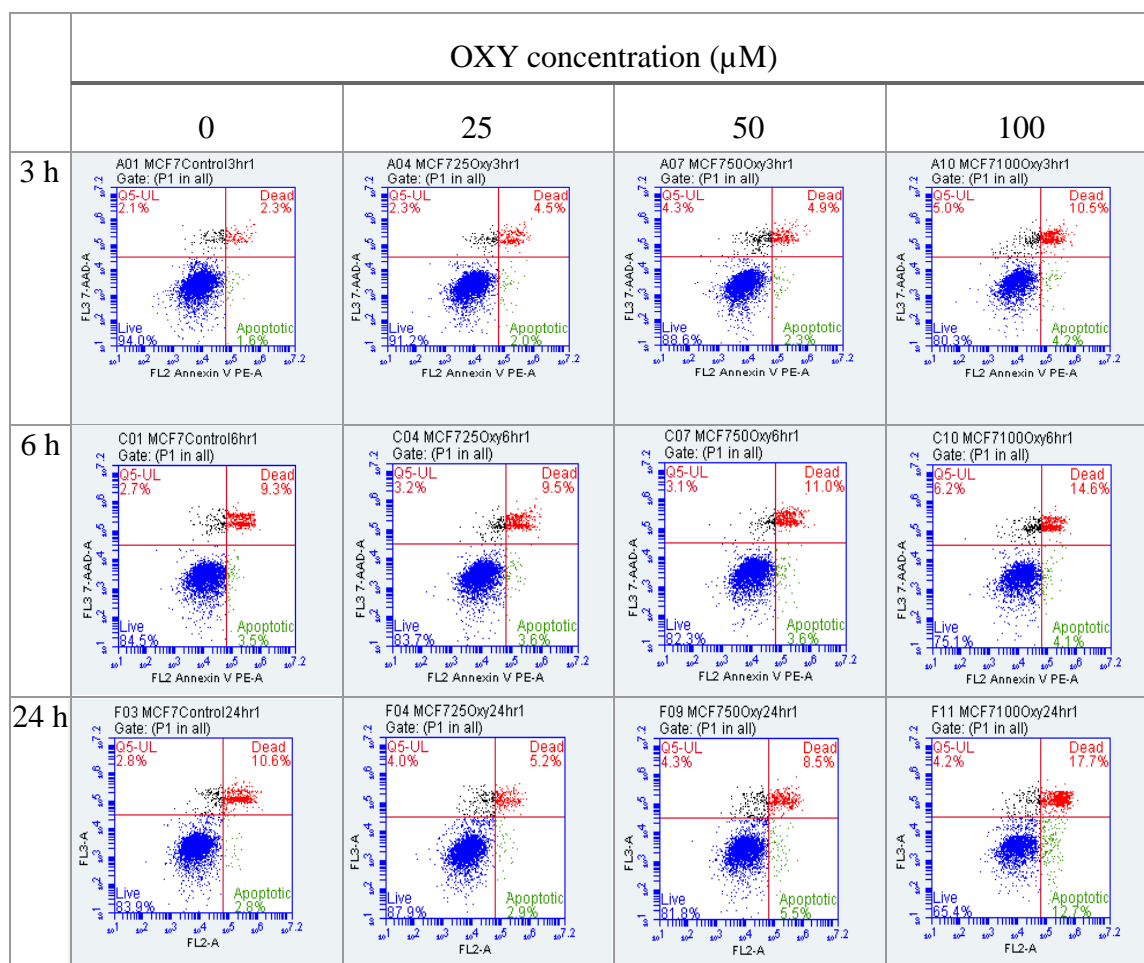 OXY concentration (µM)
0
25
50
100
3 h
A01 MCF7Control3hr1
Gate: (P1 in all)
Q5-UL
2.1%
Dead
2.3%
Live
94.0%
Apoptotic
1.6%
FL3 7-AAD-A
FL2 Annexin V PE-A
A04 MCF725Oxy3hr1
Gate: (P1 in all)
Q5-UL
2.3%
Dead
4.5%
Live
91.2%
Apoptotic
2.0%
FL3 7-AAD-A
FL2 Annexin V PE-A
A07 MCF750Oxy3hr1
Gate: (P1 in all)
Q5-UL
4.3%
Dead
4.9%
Live
88.6%
Apoptotic
2.3%
FL3 7-AAD-A
FL2 Annexin V PE-A
A10 MCF7100Oxy3hr1
Gate: (P1 in all)
Q5-UL
5.0%
Dead
10.5%
Live
80.3%
Apoptotic
4.2%
FL3 7-AAD-A
FL2 Annexin V PE-A
6 h
C01 MCF7Control6hr1
Gate: (P1 in all)
Q5-UL
2.7%
Dead
9.3%
Live
84.5%
Apoptotic
3.5%
FL3 7-AAD-A
FL2 Annexin V PE-A
C04 MCF725Oxy6hr1
Gate: (P1 in all)
Q5-UL
3.2%
Dead
9.5%
Live
83.7%
Apoptotic
3.6%
FL3 7-AAD-A
FL2 Annexin V PE-A
C07 MCF750Oxy6hr1
Gate: (P1 in all)
Q5-UL
3.1%
Dead
11.0%
Live
82.3%
Apoptotic
3.6%
FL3 7-AAD-A
FL2 Annexin V PE-A
C10 MCF7100Oxy6hr1
Gate: (P1 in all)
Q5-UL
6.2%
Dead
14.6%
Live
75.1%
Apoptotic
4.1%
FL3 7-AAD-A
FL2 Annexin V PE-A
24 h
F03 MCF7Control24hr1
Gate: (P1 in all)
Q5-UL
2.8%
Dead
10.6%
Live
83.9%
Apoptotic
2.8%
FL3-A
FL2-A
F04 MCF725Oxy24hr1
Gate: (P1 in all)
Q5-UL
4.0%
Dead
5.2%
Live
87.9%
Apoptotic
2.9%
FL3-A
FL2-A
F09 MCF750Oxy24hr1
Gate: (P1 in all)
Q5-UL
4.3%
Dead
8.5%
Live
81.8%
Apoptotic
5.5%
FL3-A
FL2-A
F11 MCF7100Oxy24hr1
Gate: (P1 in all)
Q5-UL
4.2%
Dead
17.7%
Live
65.4%
Apoptotic
12.7%
FL3-A
FL2-A